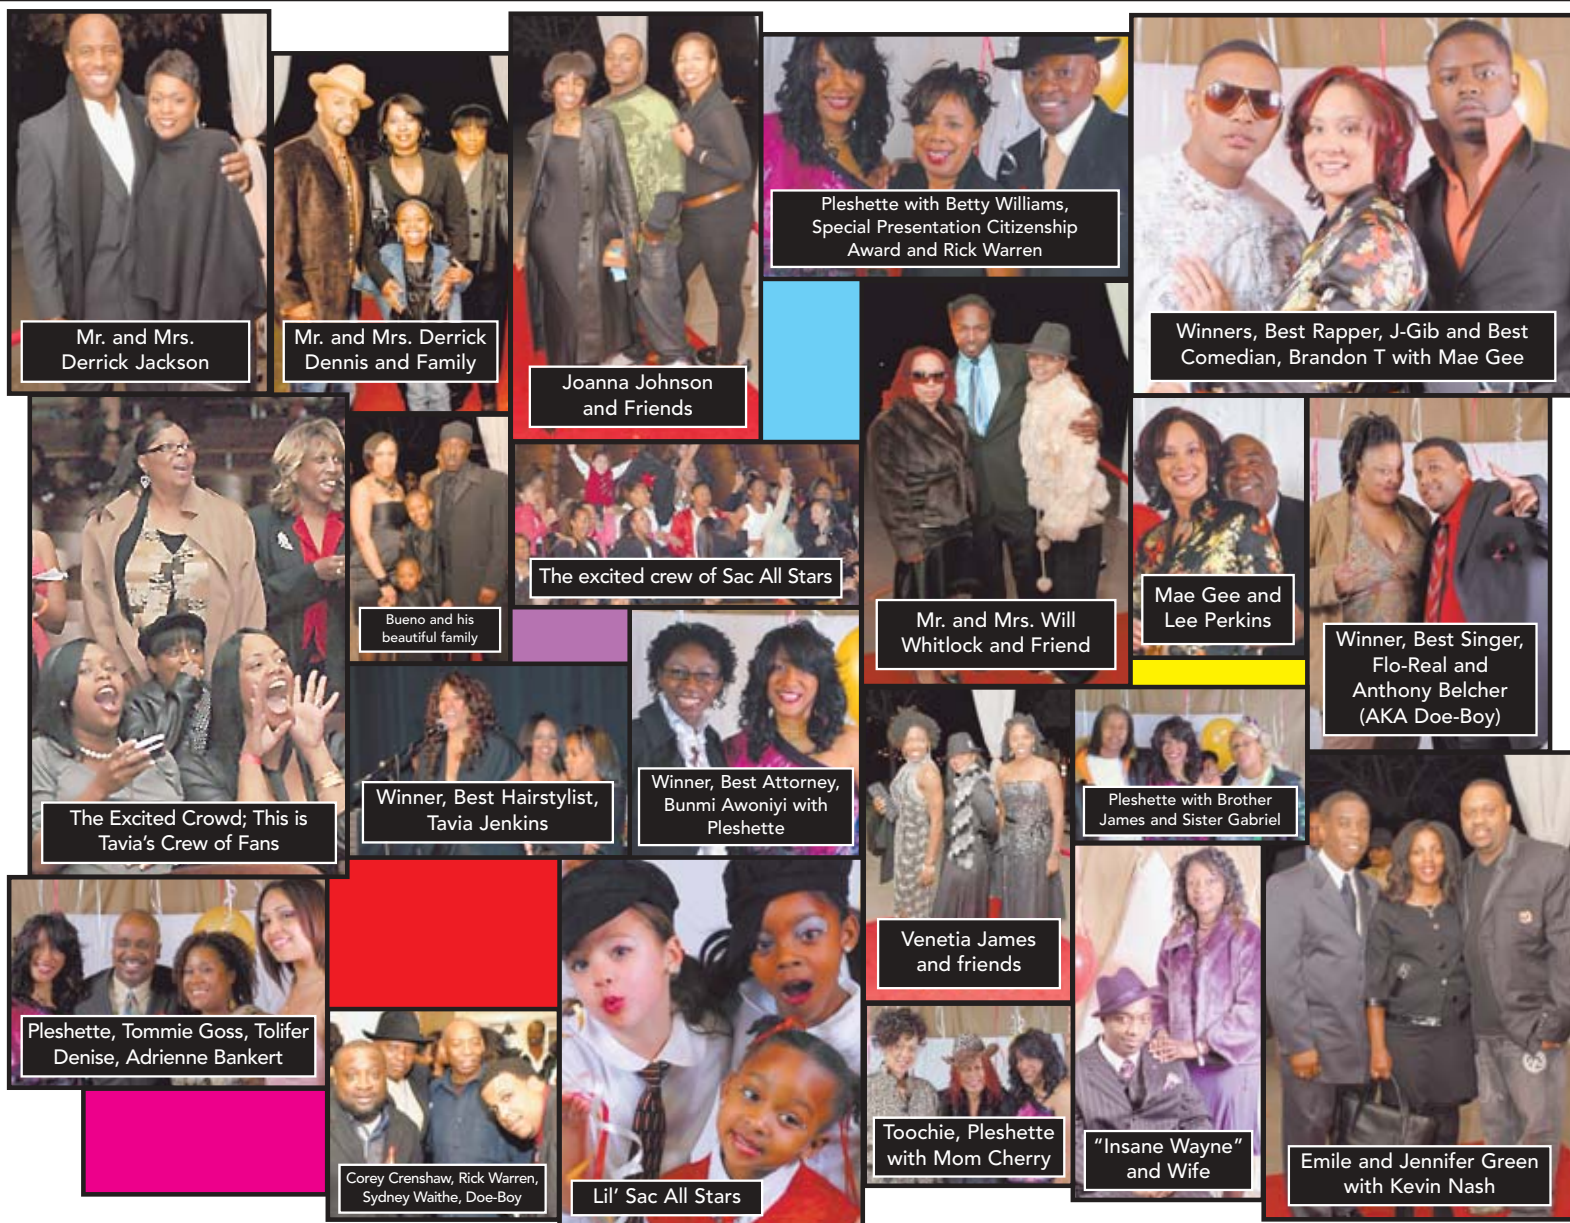 Mr. and Mrs.
Derrick Jackson
Mr. and Mrs. Derrick
Dennis and Family
Joanna Johnson
and Friends
Pleshette with Betty Williams,
Special Presentation Citizenship
Award and Rick Warren
Winners, Best Rapper, J-Gib and Best
Comedian, Brandon T with Mae Gee
The Excited Crowd; This is
Tavia's Crew of Fans
Bueno and his
beautiful family
The excited crew of Sac All Stars
Mr. and Mrs. Will
Whitlock and Friend
Mae Gee and
Lee Perkins
Winner, Best Singer,
Flo-Real and
Anthony Belcher
(AKA Doe-Boy)
Winner, Best Hairstylist,
Tavia Jenkins
Winner, Best Attorney,
Bunmi Awoniyi with
Pleshette
Venetia James
and friends
Pleshette with Brother
James and Sister Gabriel
Pleshette, Tommie Goss, Tolifer
Denise, Adrienne Bankert
Corey Crenshaw, Rick Warren,
Sydney Waithe, Doe-Boy
Lil' Sac All Stars
Toochie, Pleshette
with Mom Cherry
“Insane Wayne”
and Wife
Emile and Jennifer Green
with Kevin Nash